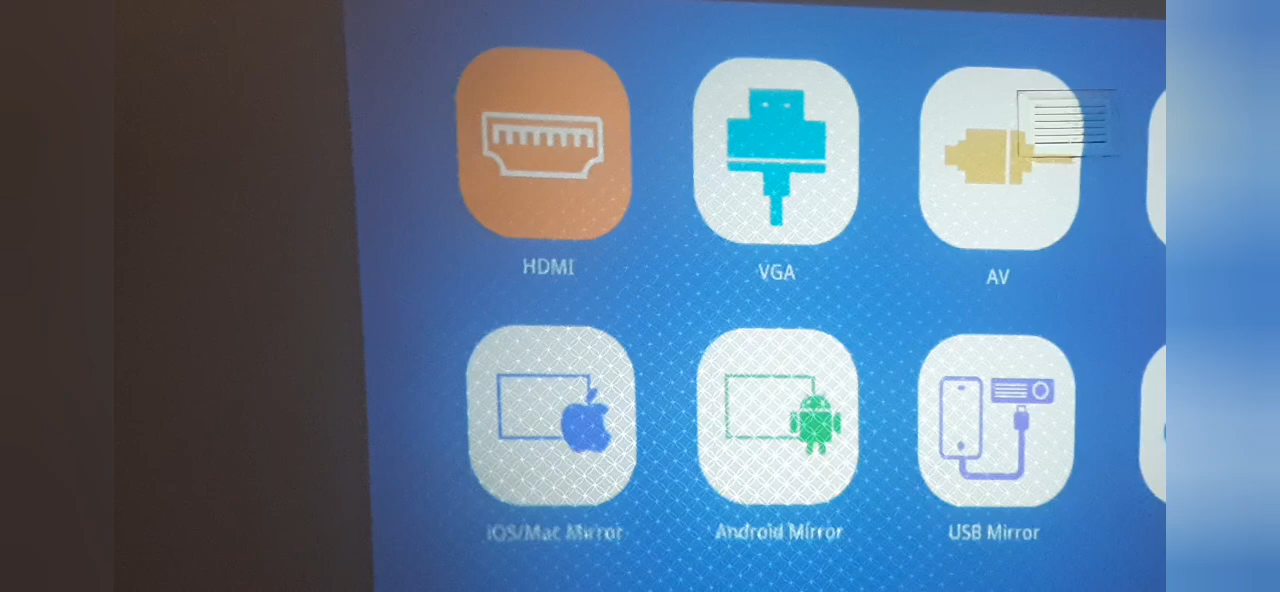 HDMI
VGA
AV
iOS/Mac Mirror
Android Mirror
USB Mirror